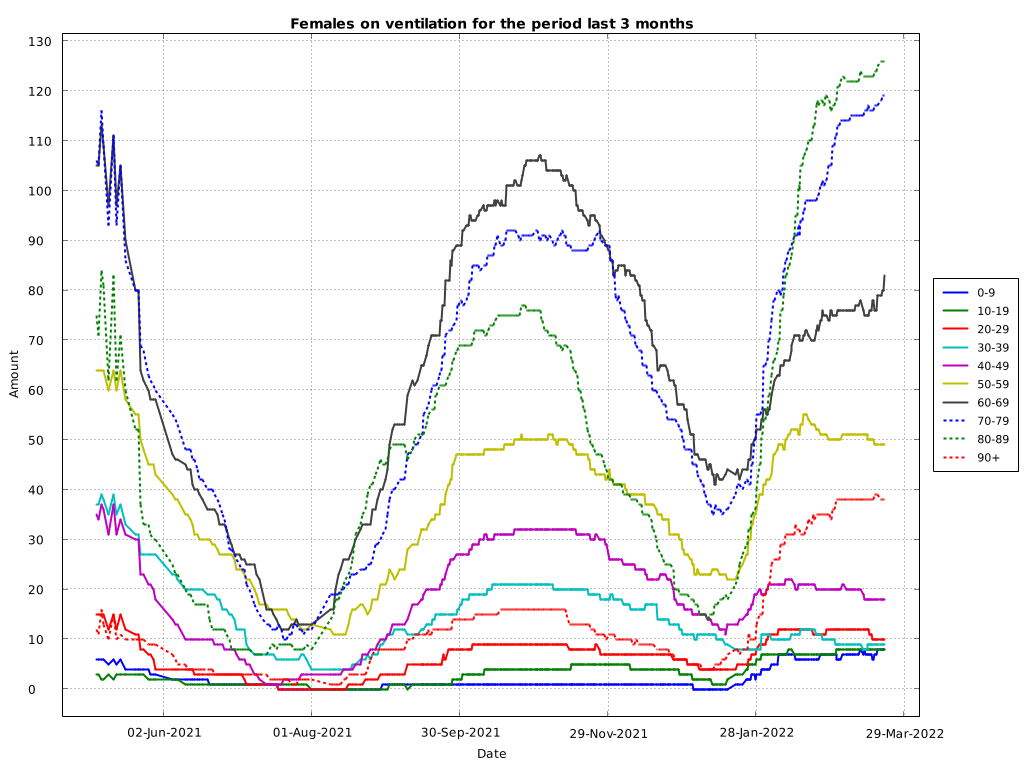 Females on ventilation for the period last 3 months
130
120
110
100
90
80
70
60
50
40
30
20
10
0
Amount
02-Jun-2021
01-Aug-2021
30-Sep-2021
29-Nov-2021
28-Jan-2022
29-Mar-2022
Date
0-9
10-19
20-29
30-39
40-49
50-59
60-69
70-79
80-89
90+